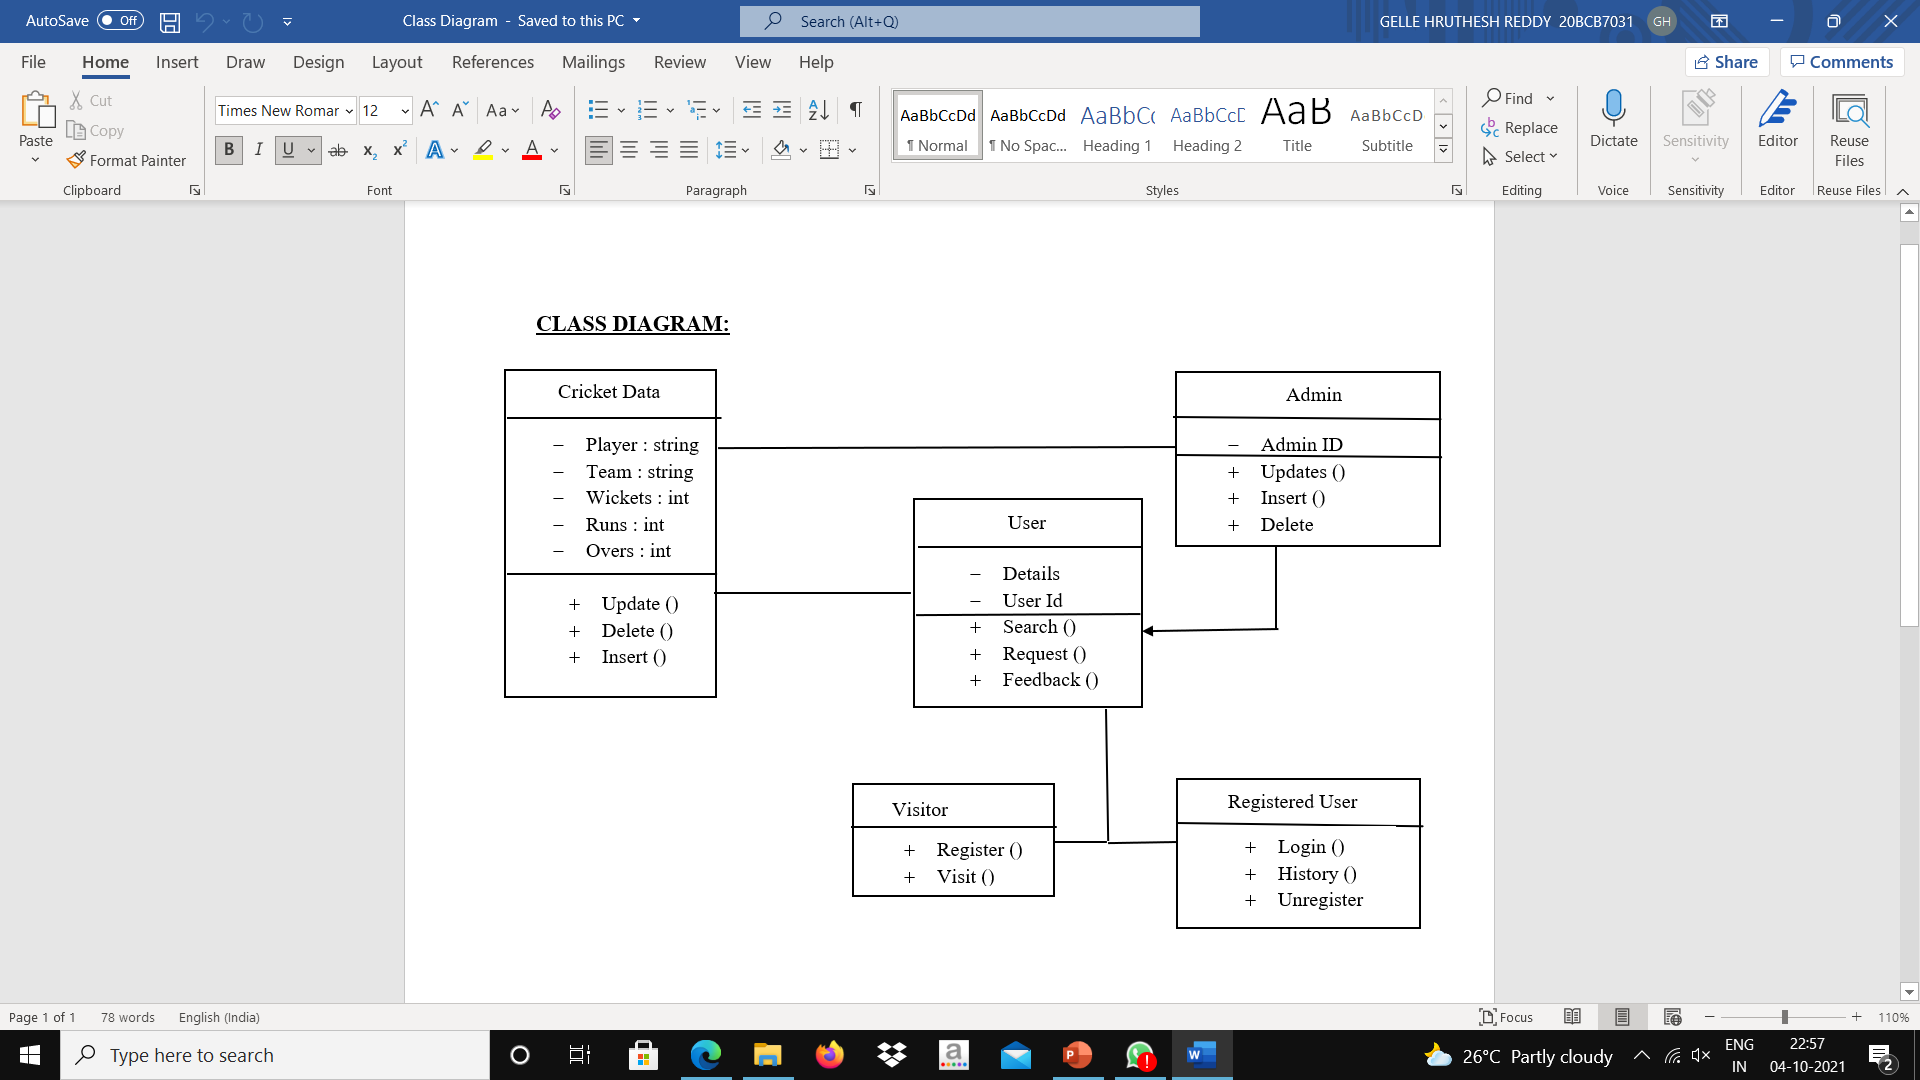 AutoSave Off Class Diagram - Saved to this PC Search (Alt+Q) GELLE HRUTHESH REDDY 20BCB7031 GH
File Home Insert Draw Design Layout References Mailings Review View Help Share Comments
Paste
Cut
Copy
Format Painter
Clipboard
Times New Romar 12
Aa
B I U ab x2 x2 A A
Font
Paragraph
AaBbCcDd AaBbCcDd AaBbCc AaBbCcD AaB AaBbCcD
¶ Normal ¶ No Spac... Heading 1 Heading 2 Title Subtitle
Styles
Find
Replace
Select
Editing
Dictate
Voice
Sensitivity
Sensitivity
Editor
Editor
Reuse
Files
Reuse Files
CLASS DIAGRAM:
Cricket Data
– Player : string
– Team : string
– Wickets : int
– Runs : int
– Overs : int
+ Update ()
+ Delete ()
+ Insert ()
Admin
– Admin ID
+ Updates ()
+ Insert ()
+ Delete
User
– Details
– User Id
+ Search ()
+ Request ()
+ Feedback ()
Visitor
+ Register ()
+ Visit ()
Registered User
+ Login ()
+ History ()
+ Unregister
Page 1 of 1 78 words English (India) Focus 110%
Type here to search
26°C Partly cloudy
ENG
IN
22:57
04-10-2021
2